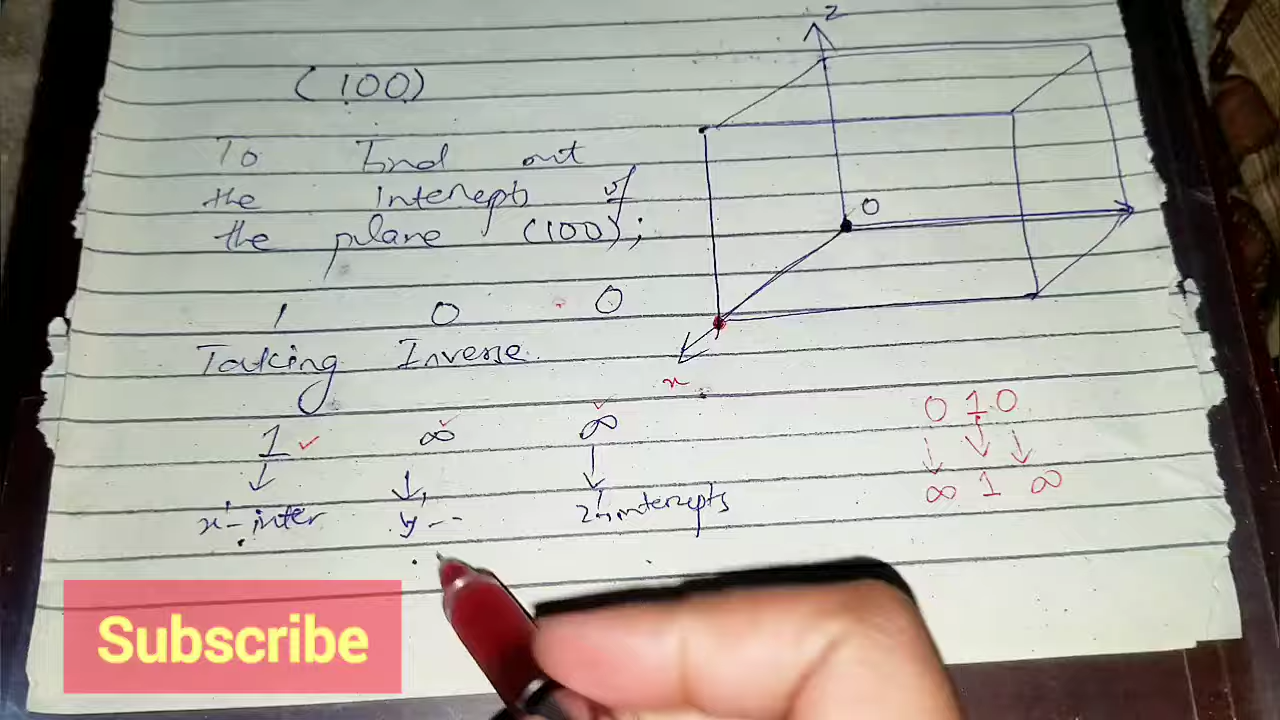 (100)
To Find out
the Intercepts of
the plane (100);
1 0 0
Taking Inverse
1 ✓ ∞ ✓ ∞ ✓
x-inter y-- z-intercepts
z
O
x
0 1 0
∞ 1 ∞
Subscribe